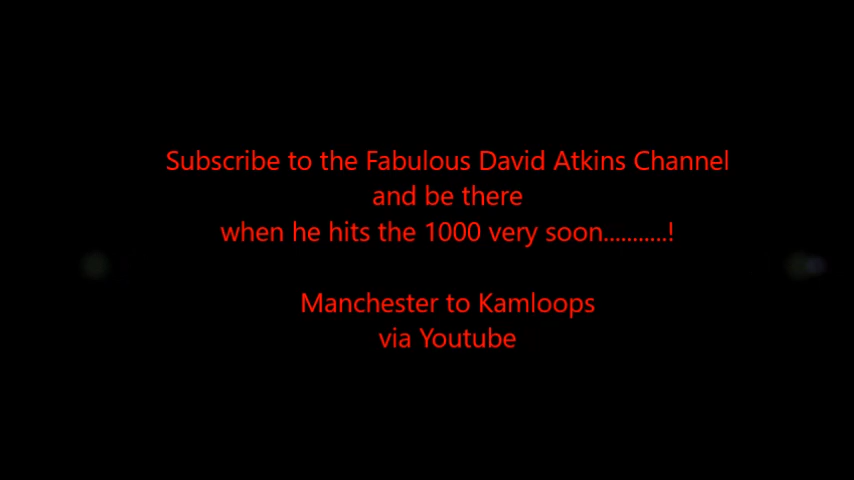 Subscribe to the Fabulous David Atkins Channel
and be there
when he hits the 1000 very soon...........!
Manchester to Kamloops
via Youtube